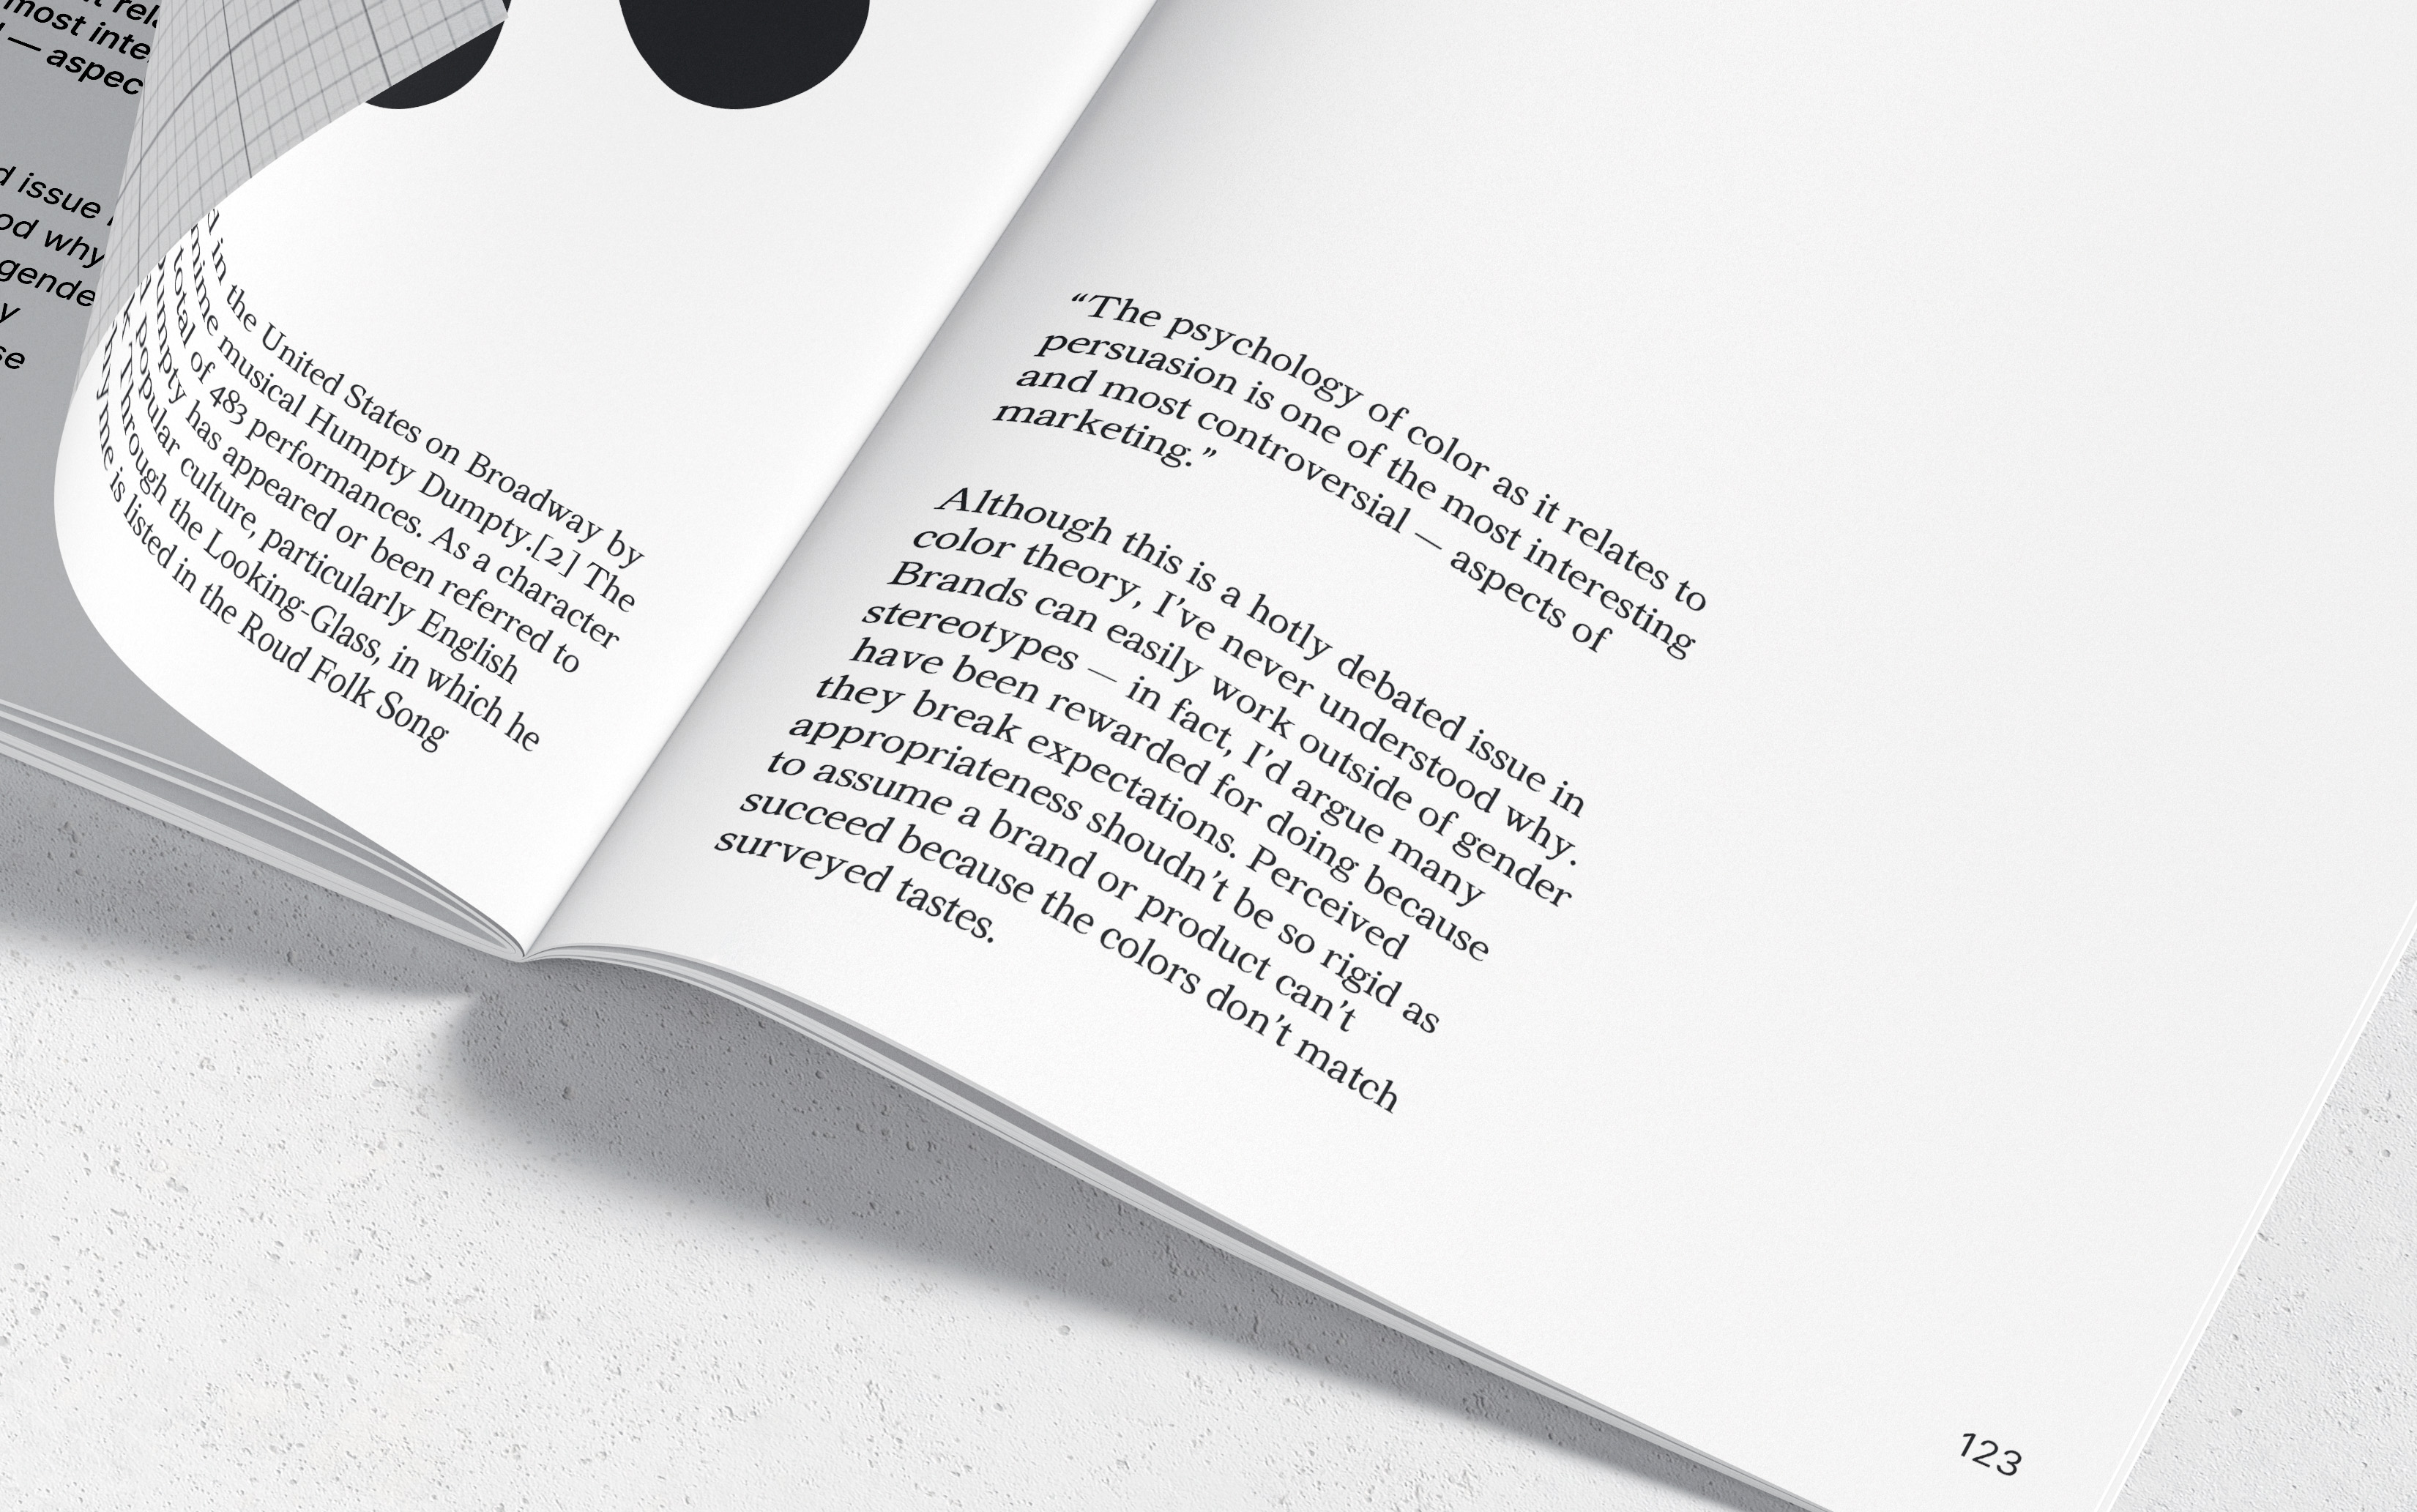 most
— aspec
issue
why
gende
y
se
in the United States on Broadway by
musical Humpty Dumpty.[2] The
total of 483 performances. As a character
has appeared or been referred to
popular culture, particularly English
Through the Looking-Glass, in which he
is listed in the Roud Folk Song
“The psychology of color as it relates to
persuasion is one of the most interesting
and most controversial — aspects of
marketing.”
Although this is a hotly debated issue in
color theory, I’ve never understood why.
Brands can easily work outside of gender
stereotypes — in fact, I’d argue many
have been rewarded for doing because
they break expectations. Perceived
appropriateness shoudn’t be so rigid as
to assume a brand or product can’t
succeed because the colors don’t match
surveyed tastes.
123